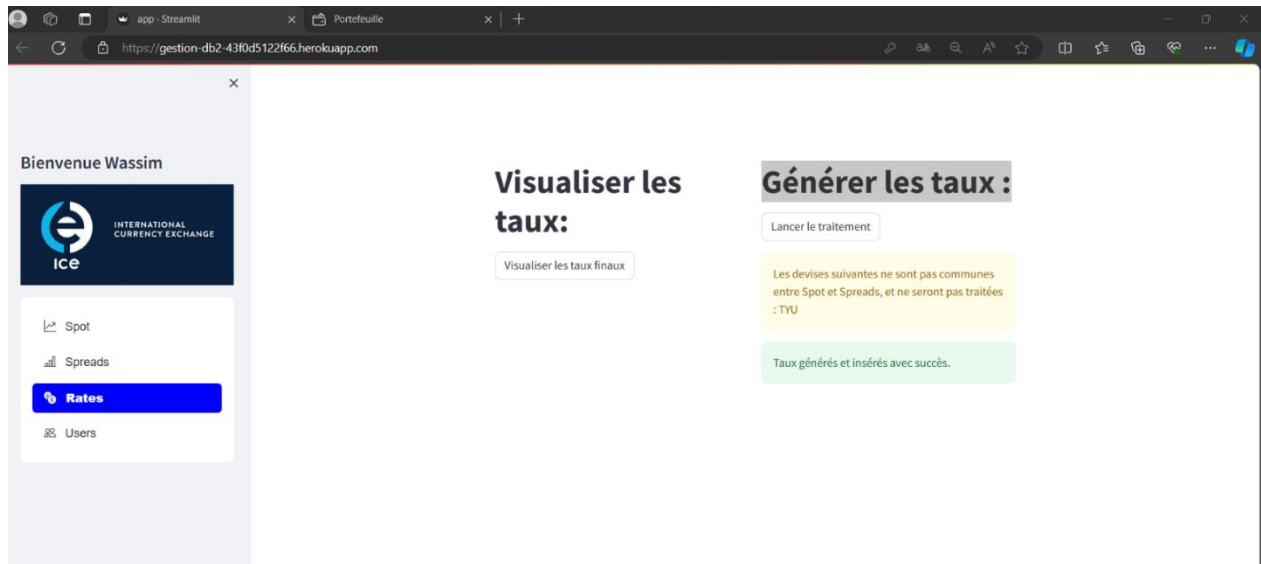 app · Streamlit
Portefeuille
https://gestion-db2-43f0d5122f66.herokuapp.com
Bienvenue Wassim
INTERNATIONAL
CURRENCY EXCHANGE
ICE
Spot
Spreads
Rates
Users
Visualiser les
taux:
Visualiser les taux finaux
Générer les taux :
Lancer le traitement
Les devises suivantes ne sont pas communes
entre Spot et Spreads, et ne seront pas traitées
: TYU
Taux générés et insérés avec succès.